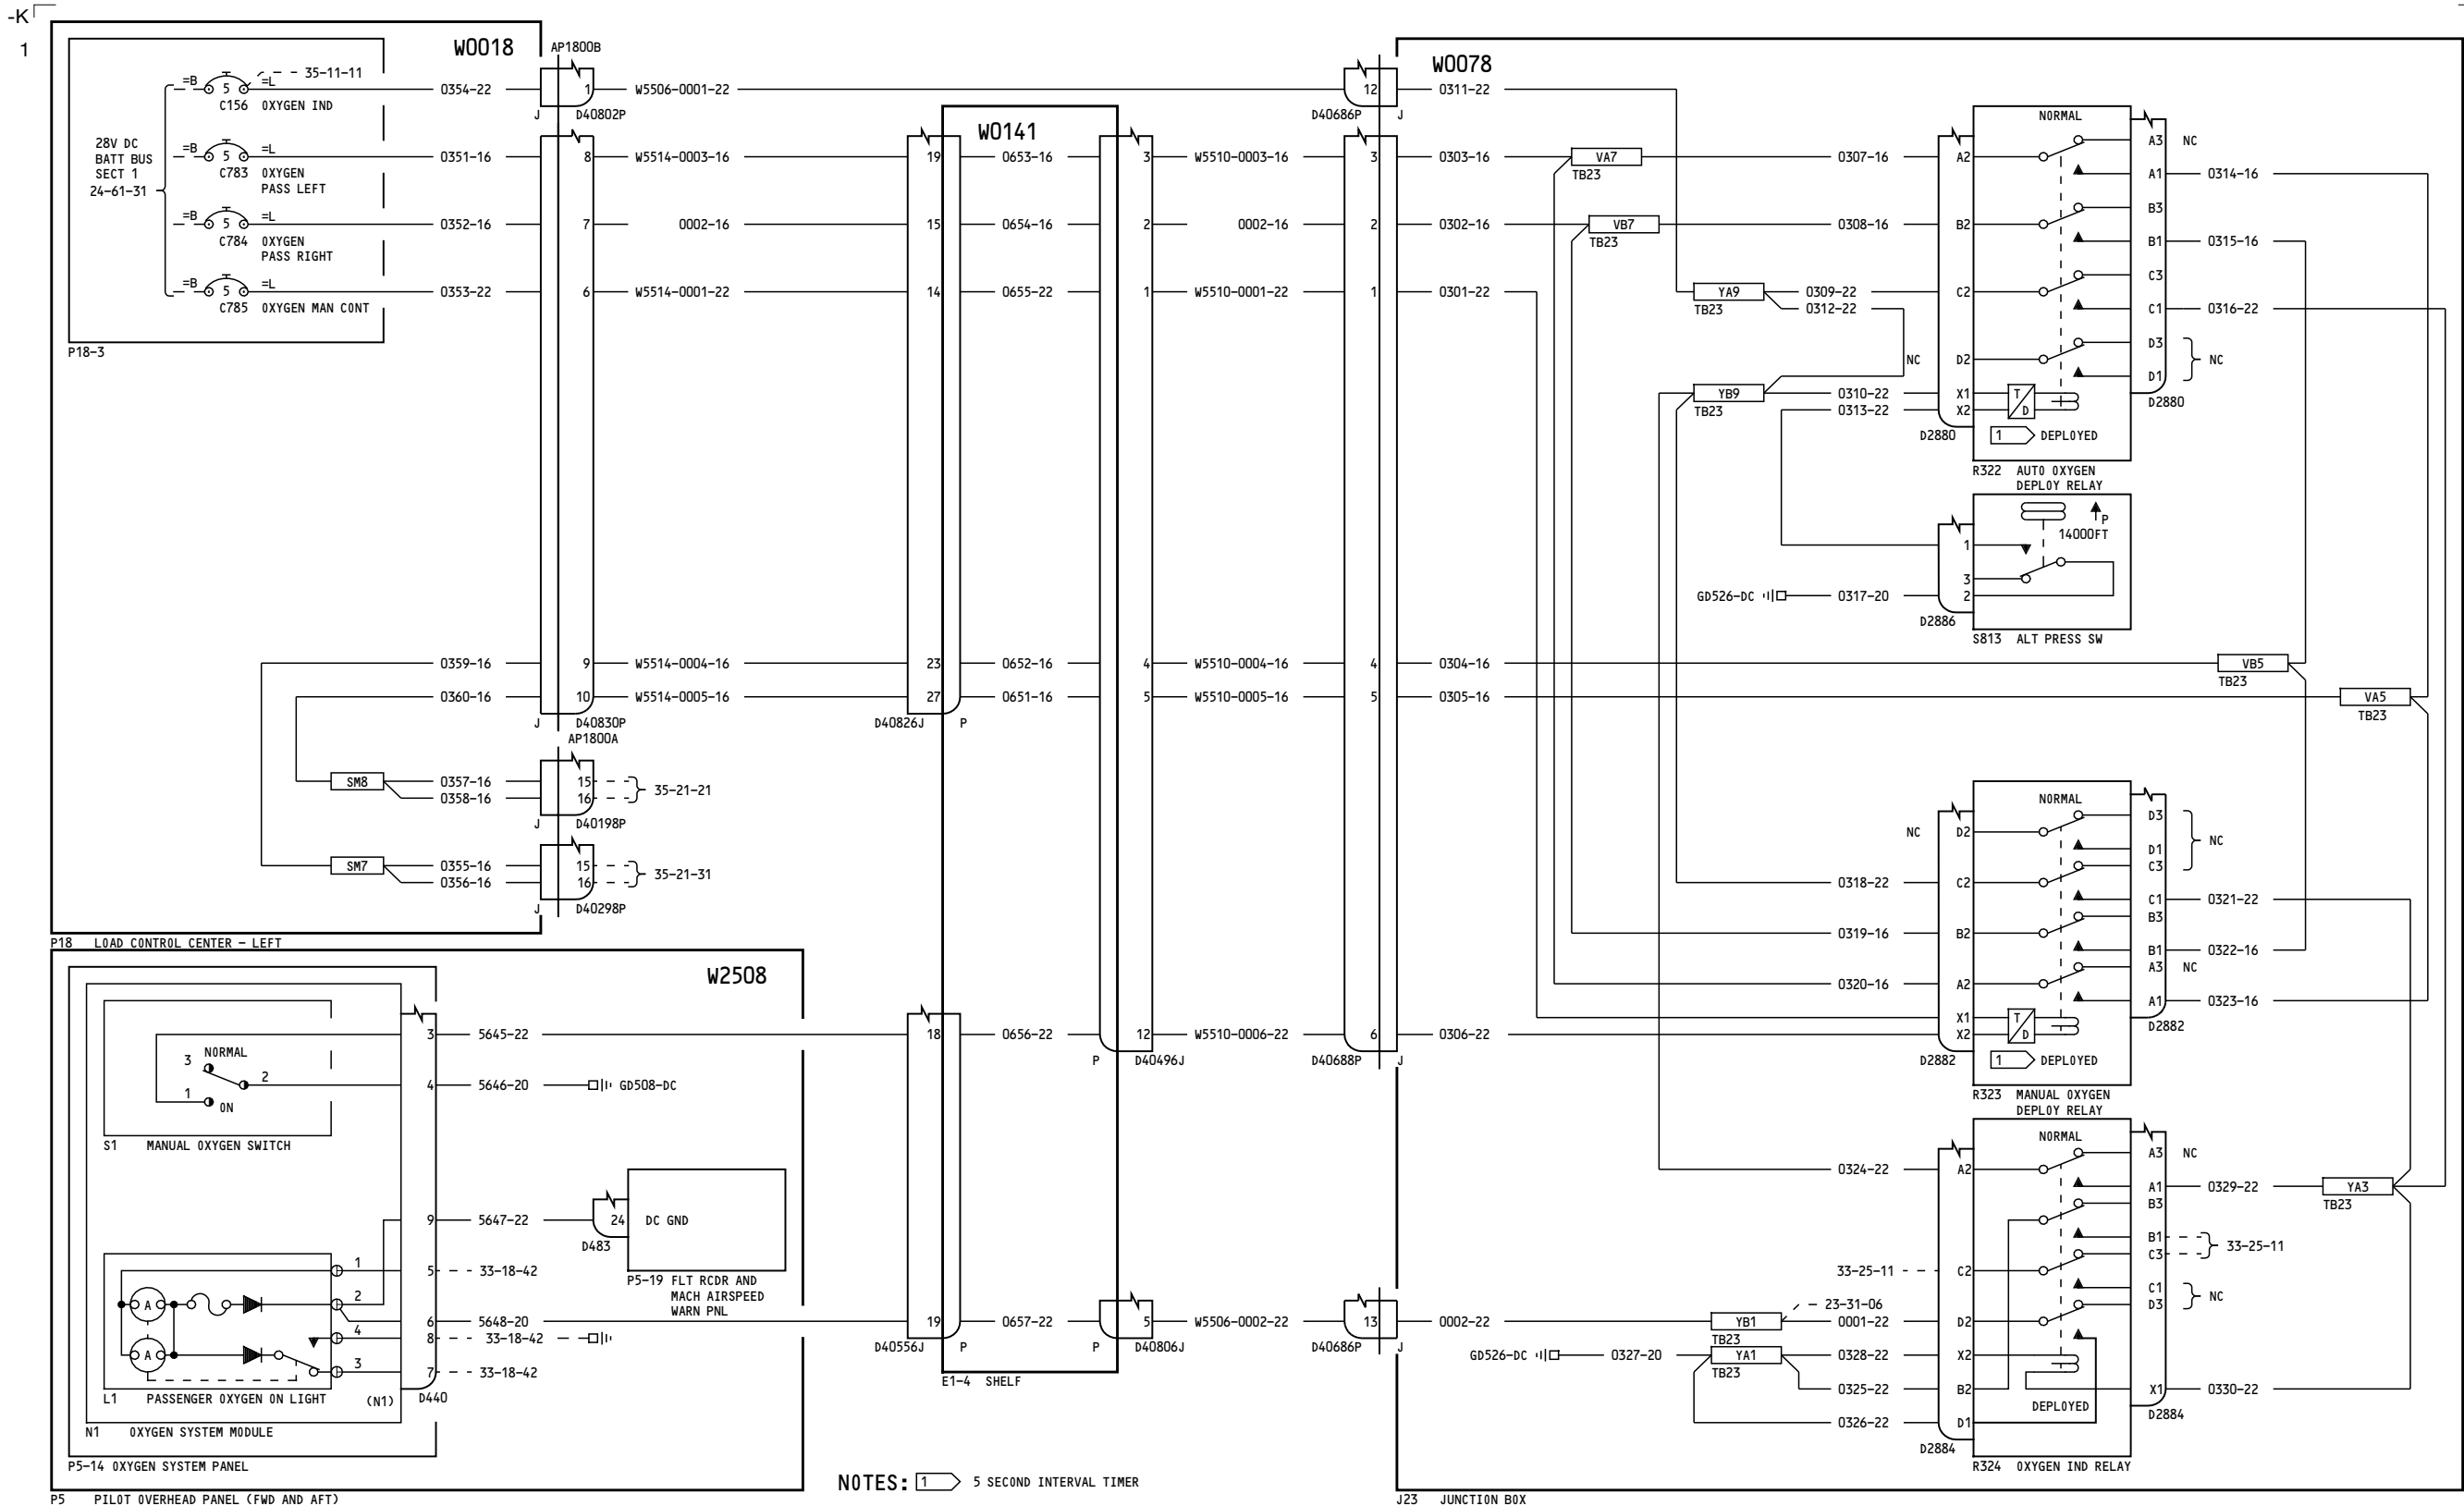 -K
1
W0018
AP1800B
35-11-11
=B
5
=L
C156 OXYGEN IND
0354-22
1
W5506-0001-22
J
D40802P
28V DC
BATT BUS
SECT 1
24-61-31
=B
5
=L
C783 OXYGEN
PASS LEFT
0351-16
8
W5514-0003-16
=B
5
=L
C784 OXYGEN
PASS RIGHT
0352-16
7
0002-16
=B
5
=L
C785 OXYGEN MAN CONT
0353-22
6
W5514-0001-22
P18-3
0359-16
9
W5514-0004-16
0360-16
10
W5514-0005-16
J
D40830P
AP1800A
SM8
0357-16
15
0358-16
16
35-21-21
J
D40198P
SM7
0355-16
15
0356-16
16
35-21-31
J
D40298P
P18 LOAD CONTROL CENTER - LEFT
W0141
19
0653-16
3
W5510-0003-16
15
0654-16
2
0002-16
14
0655-22
1
W5510-0001-22
23
0652-16
4
W5510-0004-16
27
0651-16
5
W5510-0005-16
D40826J
P
18
0656-22
12
W5510-0006-22
P
D40496J
19
0657-22
5
W5506-0002-22
D40556J
P
P
D40806J
E1-4 SHELF
W2508
3
5645-22
3
NORMAL
2
1
ON
4
5646-20
GD508-DC
S1 MANUAL OXYGEN SWITCH
9
5647-22
24
DC GND
D483
P5-19 FLT RCDR AND
MACH AIRSPEED
WARN PNL
1
5
33-18-42
A
2
6
5648-20
4
8
33-18-42
A
3
7
33-18-42
L1 PASSENGER OXYGEN ON LIGHT
(N1)
D440
N1 OXYGEN SYSTEM MODULE
P5-14 OXYGEN SYSTEM PANEL
P5 PILOT OVERHEAD PANEL (FWD AND AFT)
NOTES:
1
5 SECOND INTERVAL TIMER
W0078
12
0311-22
D40686P
J
3
0303-16
VA7
TB23
0307-16
2
0302-16
VB7
TB23
0308-16
1
0301-22
YA9
TB23
0309-22
0312-22
NC
YB9
TB23
0310-22
0313-22
NORMAL
A2
A3
NC
A1
0314-16
B3
B2
B1
0315-16
C3
C2
C1
0316-22
D3
D2
NC
D1
X1
X2
T
D
D2880
D2880
1
DEPLOYED
R322 AUTO OXYGEN
DEPLOY RELAY
P
14000FT
1
3
2
GD526-DC
0317-20
D2886
S813 ALT PRESS SW
4
0304-16
VB5
TB23
5
0305-16
VA5
TB23
NORMAL
NC
D2
D3
NC
D1
C3
0318-22
C2
C1
0321-22
B3
0319-16
B2
B1
0322-16
A3
NC
0320-16
A2
A1
0323-16
X1
X2
T
D
D2882
6
0306-22
D40688P
J
D2882
1
DEPLOYED
R323 MANUAL OXYGEN
DEPLOY RELAY
NORMAL
A3
NC
0324-22
A2
A1
0329-22
YA3
TB23
B3
B1
33-25-11
C3
33-25-11
C2
C1
NC
D3
13
0002-22
YB1
TB23
23-31-06
0001-22
D2
D40686P
J
GD526-DC
0327-20
YA1
TB23
0328-22
X2
0325-22
B2
X1
0330-22
DEPLOYED
0326-22
D1
D2884
D2884
R324 OXYGEN IND RELAY
J23 JUNCTION BOX